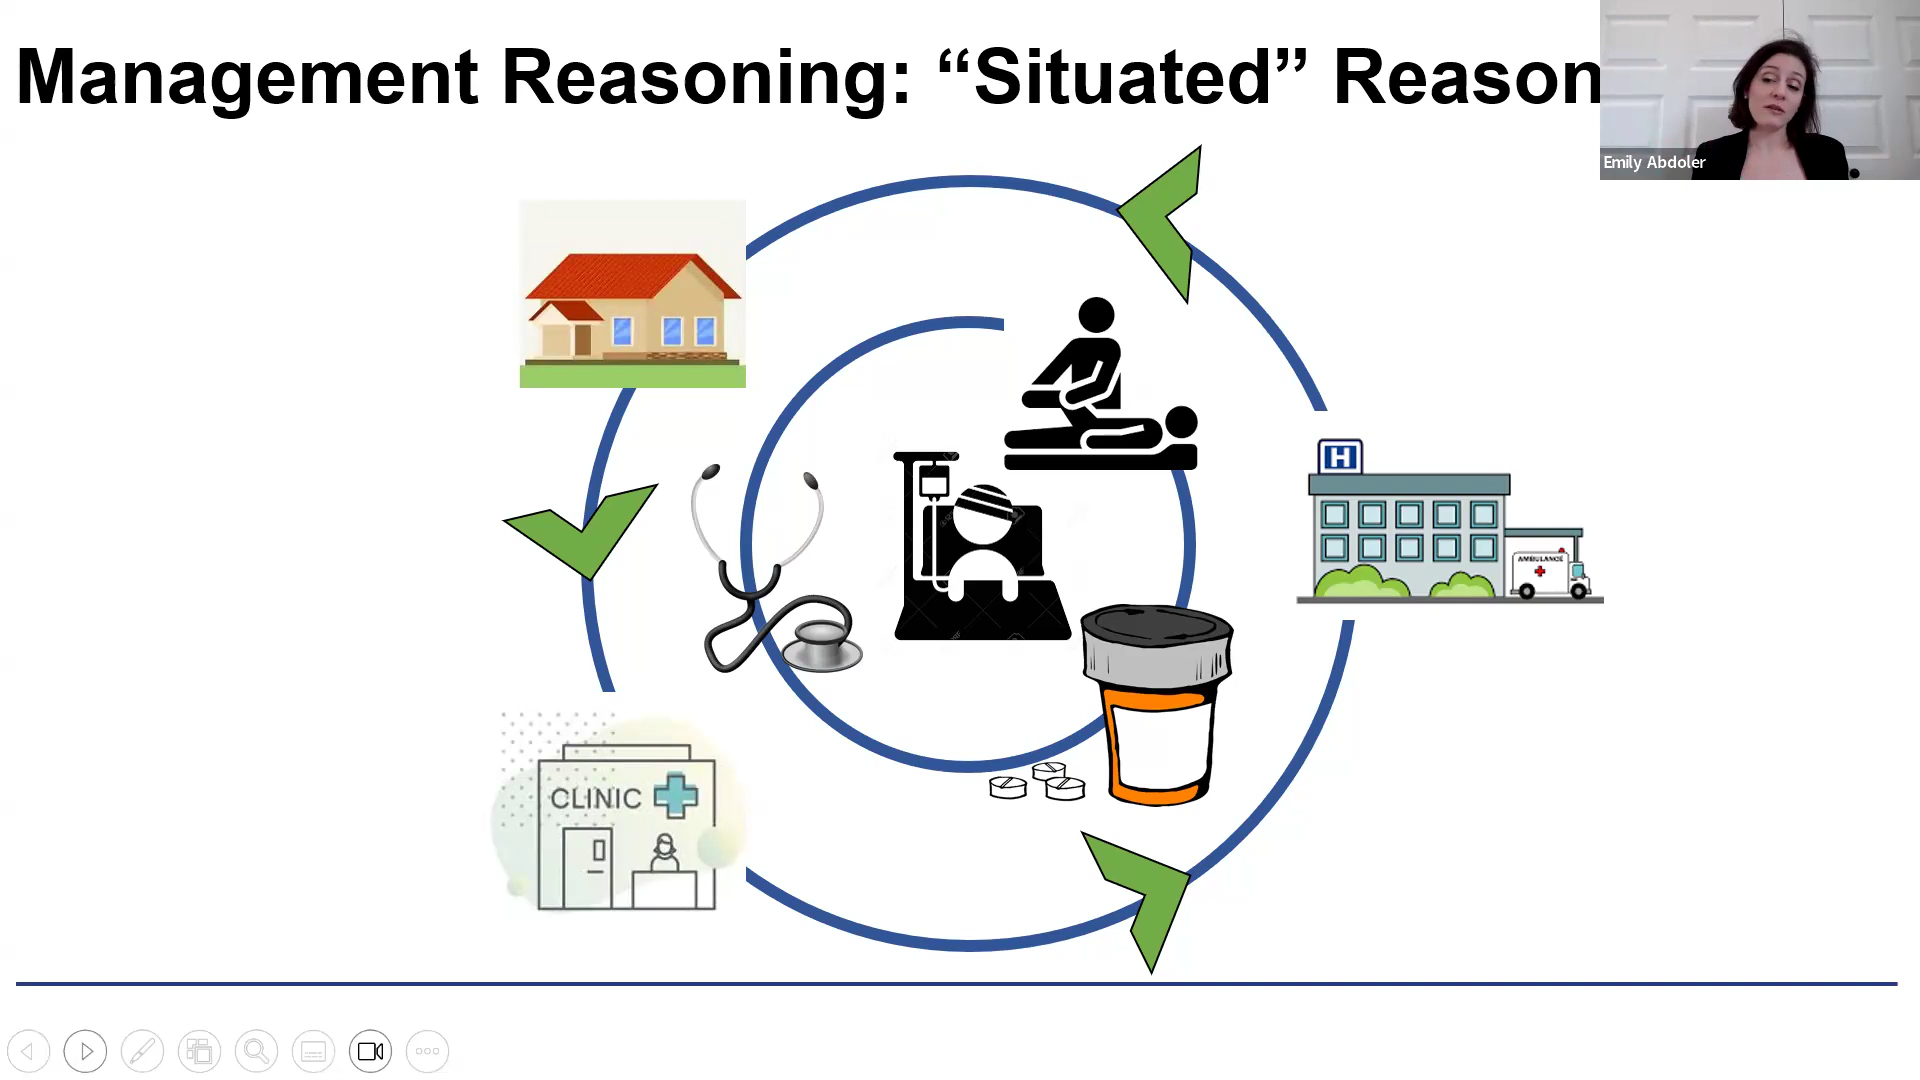 Management Reasoning: “Situated” Reason
Emily Abdoler
H
AMBULANCE
CLINIC